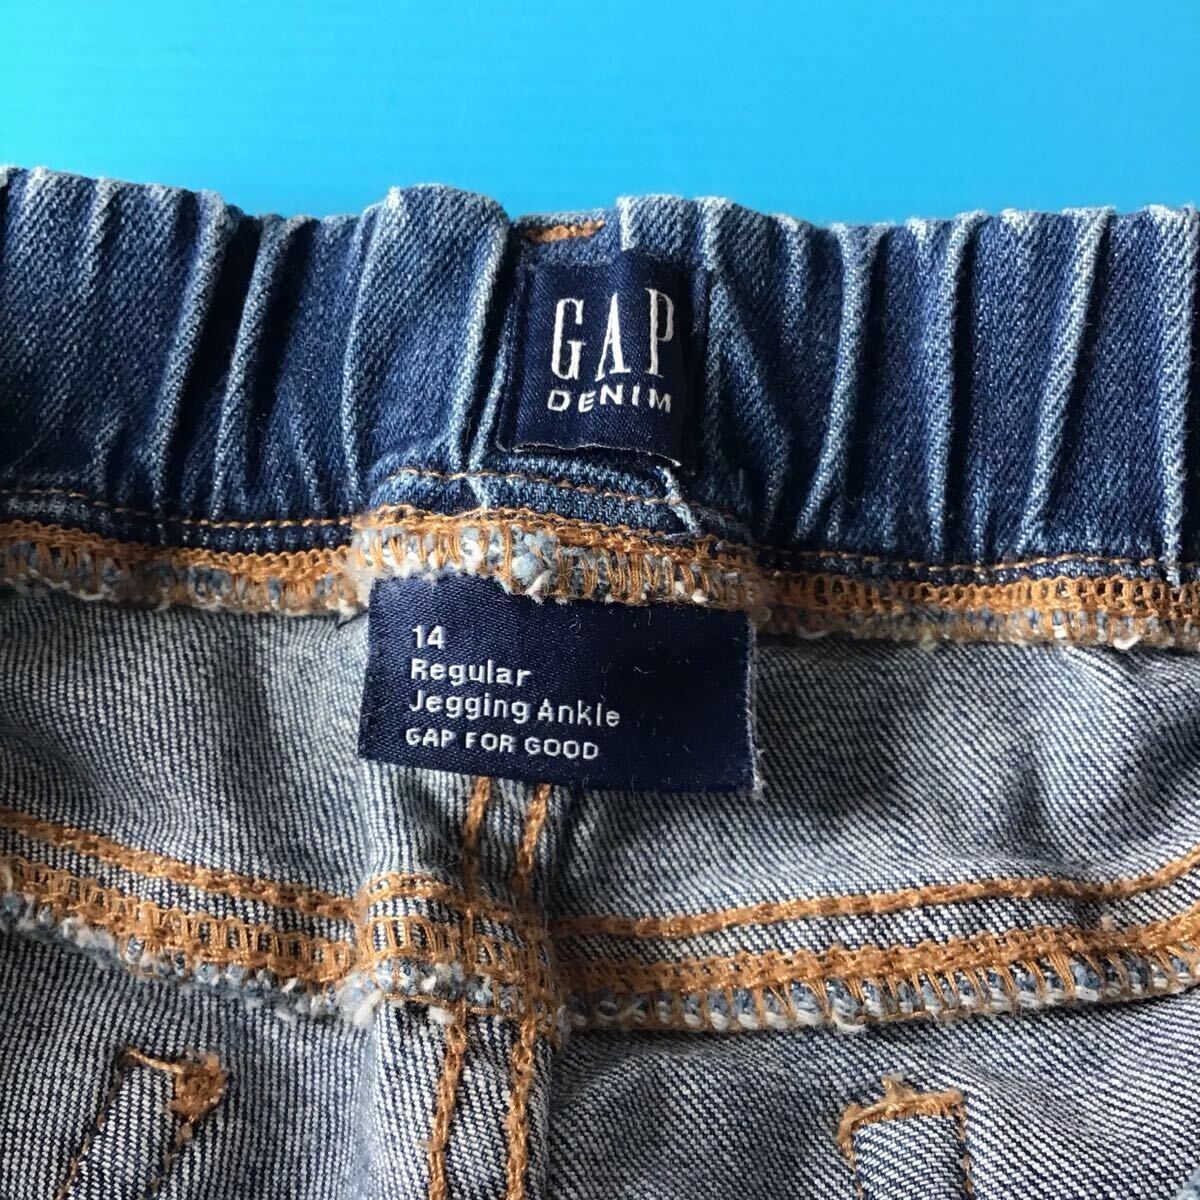 GAP
DENIM
14
Regular
Jegging Ankle
GAP FOR GOOD